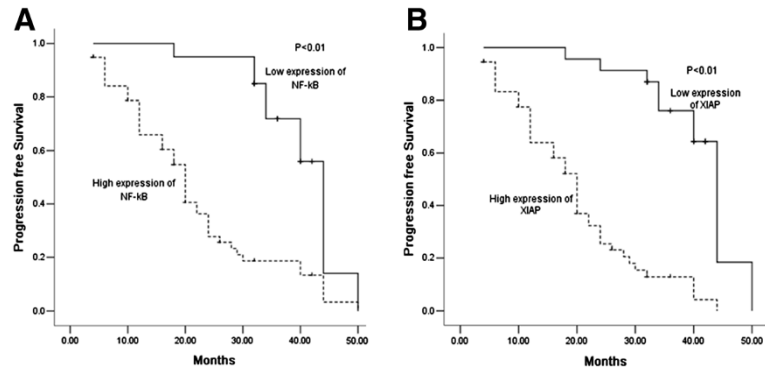 A
P<0.01
Low expression of
NF-kB
High expression of
NF-kB
Progression free Survival
1.0
0.8
0.6
0.4
0.2
0.0
0.00 10.00 20.00 30.00 40.00 50.00
Months
B
P<0.01
Low expression
of XIAP
High expression of
XIAP
Progression free Survival
1.0
0.8
0.6
0.4
0.2
0.0
0.00 10.00 20.00 30.00 40.00 50.00
Months